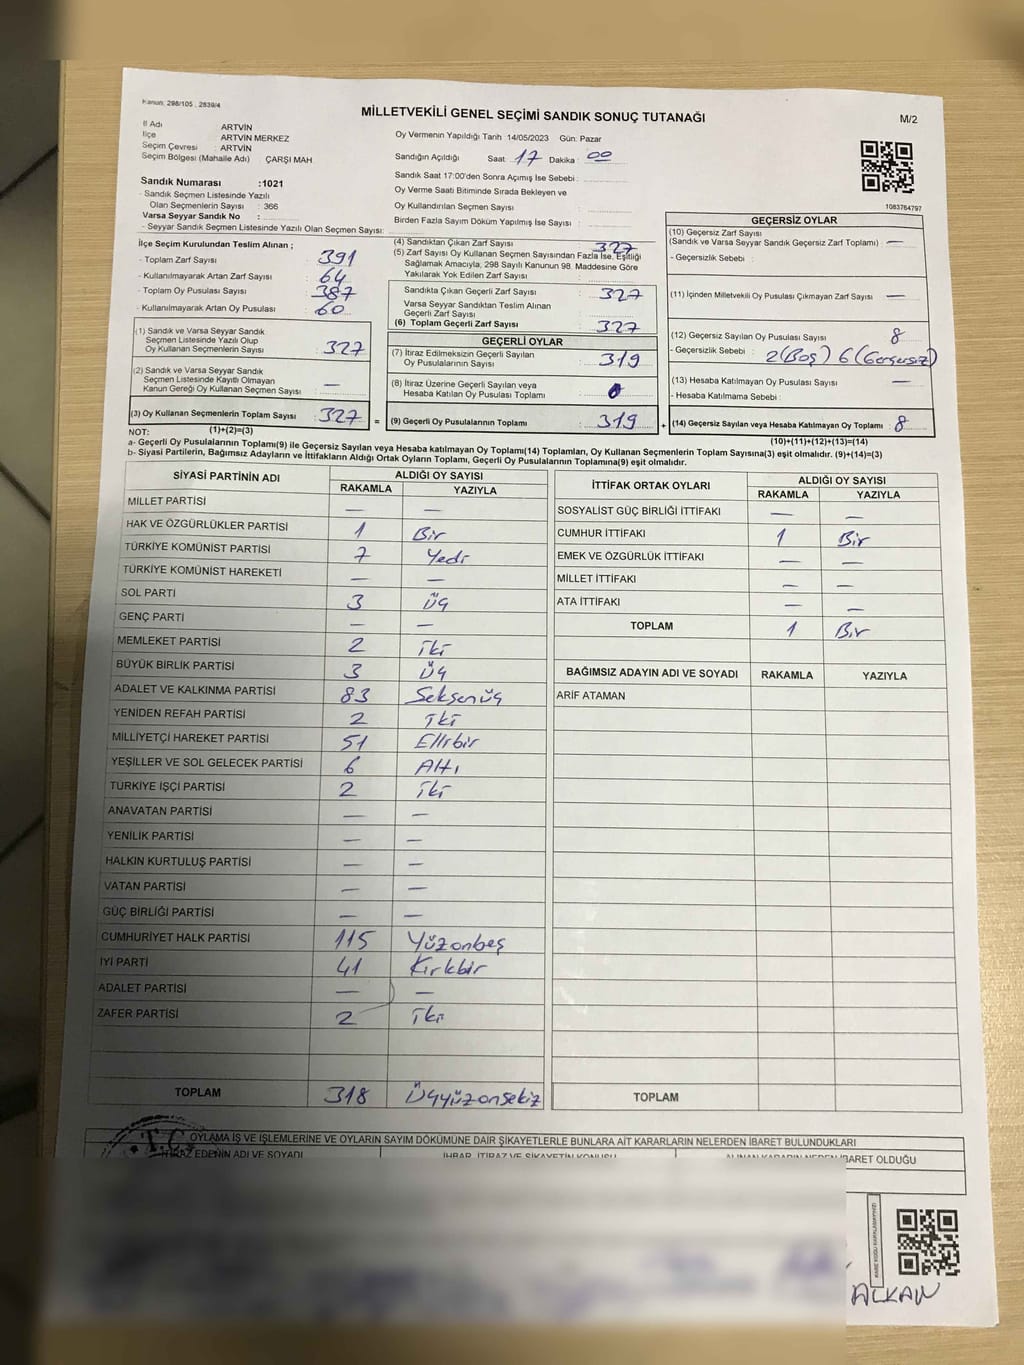 Kanun, 298/105 , 2839/4
MİLLETVEKİLİ GENEL SEÇİMİ SANDIK SONUÇ TUTANAĞI
M/2
İl Adı ARTVİN
İlçe ARTVİN MERKEZ
Seçim Çevresi : ARTVİN
Seçim Bölgesi (Mahalle Adı) ÇARŞI MAH
Sandık Numarası :1021
- Sandık Seçmen Listesinde Yazılı
Olan Seçmenlerin Sayısı : 366
Varsa Seyyar Sandık No :
- Seyyar Sandık Seçmen Listesinde Yazılı Olan Seçmen Sayısı:
Oy Vermenin Yapıldığı Tarih 14/05/2023 Gün: Pazar
Sandığın Açıldığı Saat 17 Dakika : 00
Sandık Saat 17:00'den Sonra Açımış İse Sebebi :
Oy Verme Saati Bitiminde Sırada Bekleyen ve
Oy Kullandırılan Seçmen Sayısı :
Birden Fazla Sayım Döküm Yapılmış İse Sayısı :
1083764797
İlçe Seçim Kurulundan Teslim Alınan ;
- Toplam Zarf Sayısı : 391
- Kullanılmayarak Artan Zarf Sayısı : 64
- Toplam Oy Pusulası Sayısı : 387
- Kullanılmayarak Artan Oy Pusulası : 60
(1) Sandık ve Varsa Seyyar Sandık
Seçmen Listesinde Yazılı Olup
Oy Kullanan Seçmenlerin Sayısı : 327
(2) Sandık ve Varsa Seyyar Sandık
Seçmen Listesinde Kayıtlı Olmayan
Kanun Gereği Oy Kullanan Seçmen Sayısı : —
(3) Oy Kullanan Seçmenlerin Toplam Sayısı : 327 =
(4) Sandıktan Çıkan Zarf Sayısı : 327
(5) Zarf Sayısı Oy Kullanan Seçmen Sayısından Fazla İse, Eşitliği
Sağlamak Amacıyla, 298 Sayılı Kanunun 98. Maddesine Göre
Yakılarak Yok Edilen Zarf Sayısı :
Sandıkta Çıkan Geçerli Zarf Sayısı : 327
Varsa Seyyar Sandıktan Teslim Alınan
Geçerli Zarf Sayısı :
(6) Toplam Geçerli Zarf Sayısı : 327
GEÇERLİ OYLAR
(7) İtiraz Edilmeksizin Geçerli Sayılan
Oy Pusulalarının Sayısı : 319
(8) İtiraz Üzerine Geçerli Sayılan veya
Hesaba Katılan Oy Pusulası Toplamı : 0
(9) Geçerli Oy Pusulalarının Toplamı : 319 +
GEÇERSİZ OYLAR
(10) Geçersiz Zarf Sayısı
(Sandık ve Varsa Seyyar Sandık Geçersiz Zarf Toplamı) : —
- Geçersizlik Sebebi :
(11) İçinden Milletvekili Oy Pusulası Çıkmayan Zarf Sayısı : —
(12) Geçersiz Sayılan Oy Pusulası Sayısı : 8
- Geçersizlik Sebebi : 2(Boş) 6(Geçersiz)
(13) Hesaba Katılmayan Oy Pusulası Sayısı : —
- Hesaba Katılmama Sebebi :
(14) Geçersiz Sayılan veya Hesaba Katılmayan Oy Toplamı : 8
NOT: (1)+(2)=(3)
(10)+(11)+(12)+(13)=(14)
a- Geçerli Oy Pusulalarının Toplamı(9) ile Geçersiz Sayılan veya Hesaba katılmayan Oy Toplamı(14) Toplamları, Oy Kullanan Seçmenlerin Toplam Sayısına(3) eşit olmalıdır. (9)+(14)=(3)
b- Siyasi Partilerin, Bağımsız Adayların ve İttifakların Aldığı Ortak Oyların Toplamı, Geçerli Oy Pusulalarının Toplamına(9) eşit olmalıdır.
SİYASİ PARTİNİN ADI ALDIĞI OY SAYISI
RAKAMLA YAZIYLA
MİLLET PARTİSİ — —
HAK VE ÖZGÜRLÜKLER PARTİSİ 1 Bir
TÜRKİYE KOMÜNİST PARTİSİ 7 Yedi
TÜRKİYE KOMÜNİST HAREKETİ — —
SOL PARTİ 3 Üç
GENÇ PARTİ — —
MEMLEKET PARTİSİ 2 İki
BÜYÜK BİRLİK PARTİSİ 3 Üç
ADALET VE KALKINMA PARTİSİ 83 Seksenüç
YENİDEN REFAH PARTİSİ 2 İki
MİLLİYETÇİ HAREKET PARTİSİ 51 Ellibir
YEŞİLLER VE SOL GELECEK PARTİSİ 6 Altı
TÜRKİYE İŞÇİ PARTİSİ 2 İki
ANAVATAN PARTİSİ — —
YENİLİK PARTİSİ — —
HALKIN KURTULUŞ PARTİSİ — —
VATAN PARTİSİ — —
GÜÇ BİRLİĞİ PARTİSİ — —
CUMHURİYET HALK PARTİSİ 115 Yüzonbeş
İYİ PARTİ 41 Kırkbir
ADALET PARTİSİ — —
ZAFER PARTİSİ 2 İki
TOPLAM 318 Üçyüzonsekiz
İTTİFAK ORTAK OYLARI ALDIĞI OY SAYISI
RAKAMLA YAZIYLA
SOSYALİST GÜÇ BİRLİĞİ İTTİFAKI — —
CUMHUR İTTİFAKI 1 Bir
EMEK VE ÖZGÜRLÜK İTTİFAKI — —
MİLLET İTTİFAKI — —
ATA İTTİFAKI — —
TOPLAM 1 Bir
BAĞIMSIZ ADAYIN ADI VE SOYADI RAKAMLA YAZIYLA
ARİF ATAMAN
TOPLAM
OYLAMA İŞ VE İŞLEMLERİNE VE OYLARIN SAYIM DÖKÜMÜNE DAİR ŞİKAYETLERLE BUNLARA AİT KARARLARIN NELERDEN İBARET BULUNDUKLARI
T.C.
İTİRAZ EDENİN ADI VE SOYADI
İHBAR, İTİRAZ VE ŞİKAYETİN KONUSU
ALINAN KARARIN NEDEN İBARET OLDUĞU
KARE KODU KARALAMAYINIZ!
ALKAN